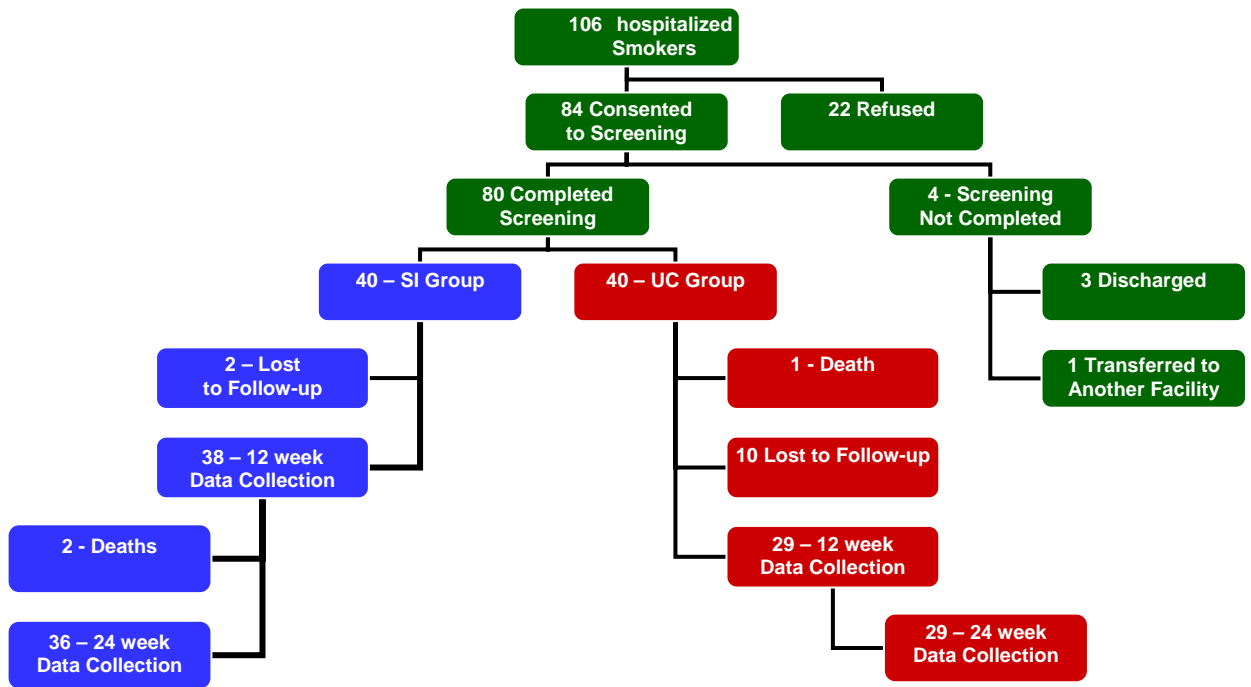 106 hospitalized
Smokers
84 Consented
to Screening
22 Refused
80 Completed
Screening
4 - Screening
Not Completed
40 – SI Group
40 – UC Group
3 Discharged
2 – Lost
to Follow-up
1 - Death
1 Transferred to
Another Facility
38 – 12 week
Data Collection
10 Lost to Follow-up
2 - Deaths
29 – 12 week
Data Collection
36 – 24 week
Data Collection
29 – 24 week
Data Collection